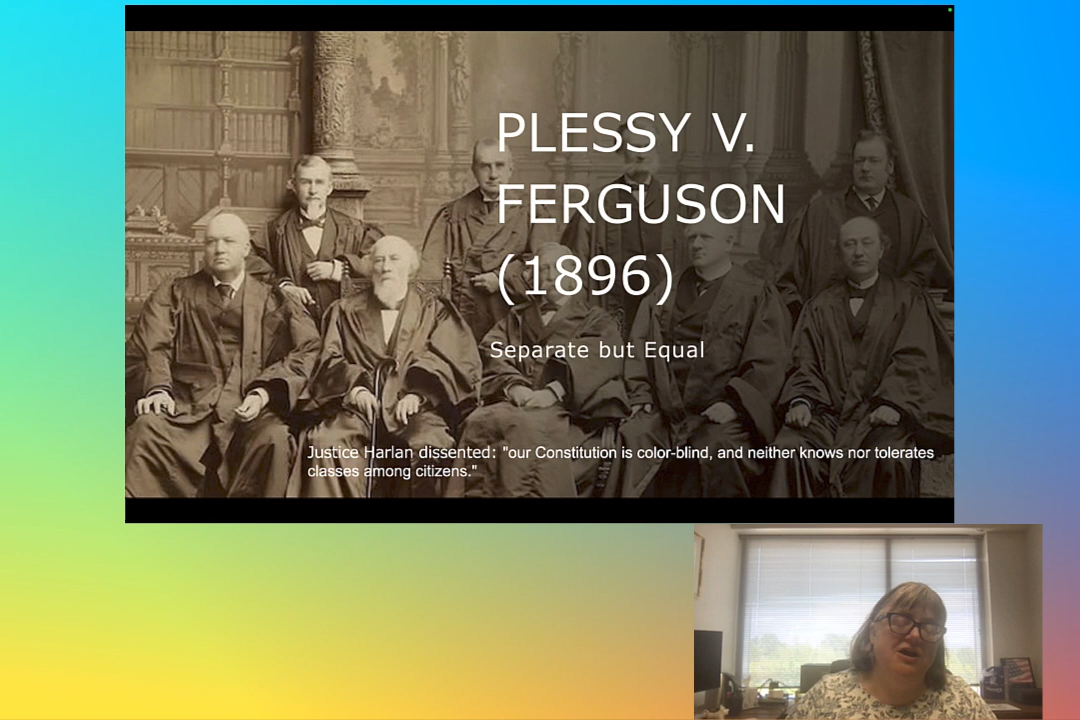 PLESSY V.
FERGUSON
(1896)
Separate but Equal
Justice Harlan dissented: "our Constitution is color-blind, and neither knows nor tolerates
classes among citizens."